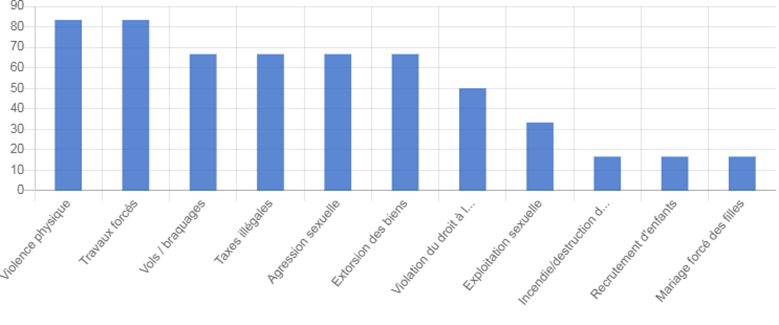 90
80
70
60
50
40
30
20
10
0
Violence physique
Travaux forcés
Vols / braquages
Taxes illégales
Agression sexuelle
Extorsion des biens
Violation du droit à l...
Exploitation sexuelle
Incendie/destruction d...
Recrutement d'enfants
Mariage forcé des filles